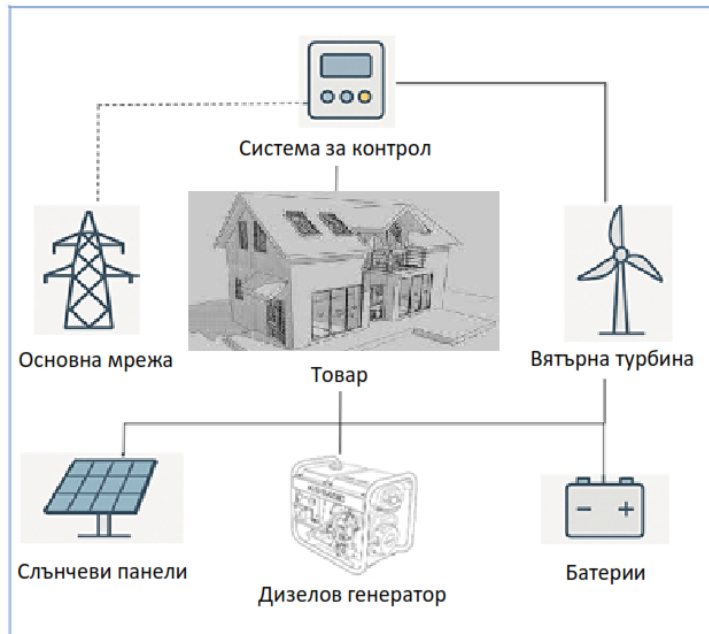 Система за контрол
Основна мрежа
Товар
Вятърна турбина
Слънчеви панели
Дизелов генератор
Батерии